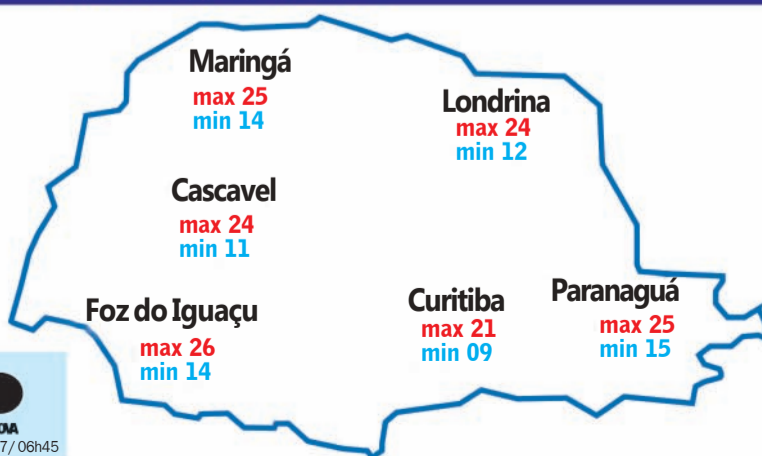 Maringá
max 25
min 14
Londrina
max 24
min 12
Cascavel
max 24
min 11
Foz do Iguaçu
max 26
min 14
Curitiba
max 21
min 09
Paranaguá
max 25
min 15
7/06h45